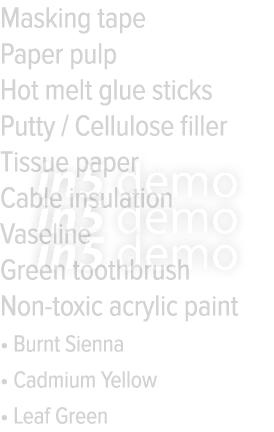 Masking tape
Paper pulp
Hot melt glue sticks
Putty / Cellulose filler
Tissue paper
Cable insulation
Vaseline
Green toothbrush
Non-toxic acrylic paint
• Burnt Sienna
• Cadmium Yellow
• Leaf Green
demo
demo
demo